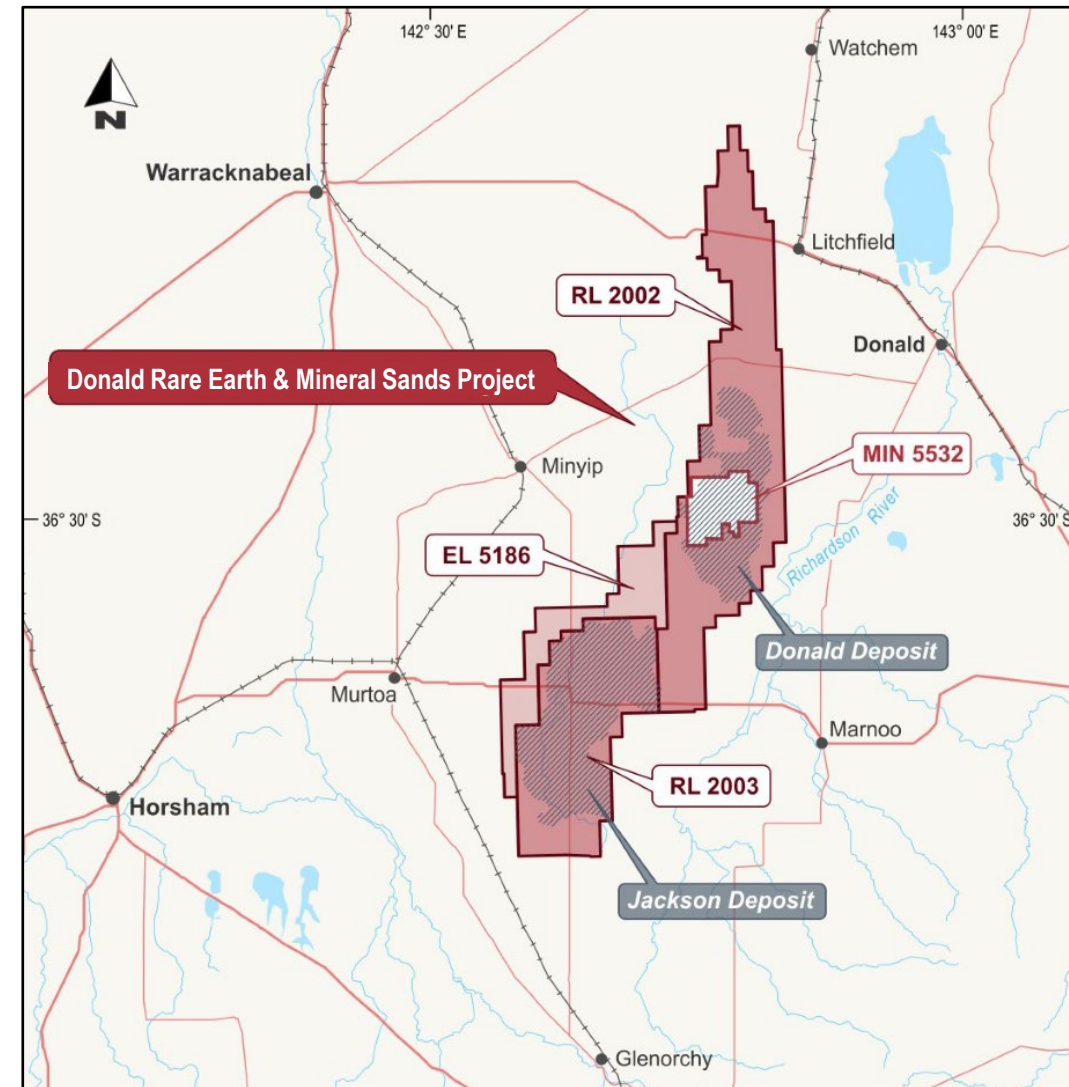 142° 30' E
143° 00' E
Watchem
N
Warracknabeal
Litchfield
RL 2002
Donald
Donald Rare Earth & Mineral Sands Project
MIN 5532
Minyip
36° 30' S
36° 30' S
Richardson River
EL 5186
Donald Deposit
Murtoa
Marnoo
RL 2003
Horsham
Jackson Deposit
Glenorchy